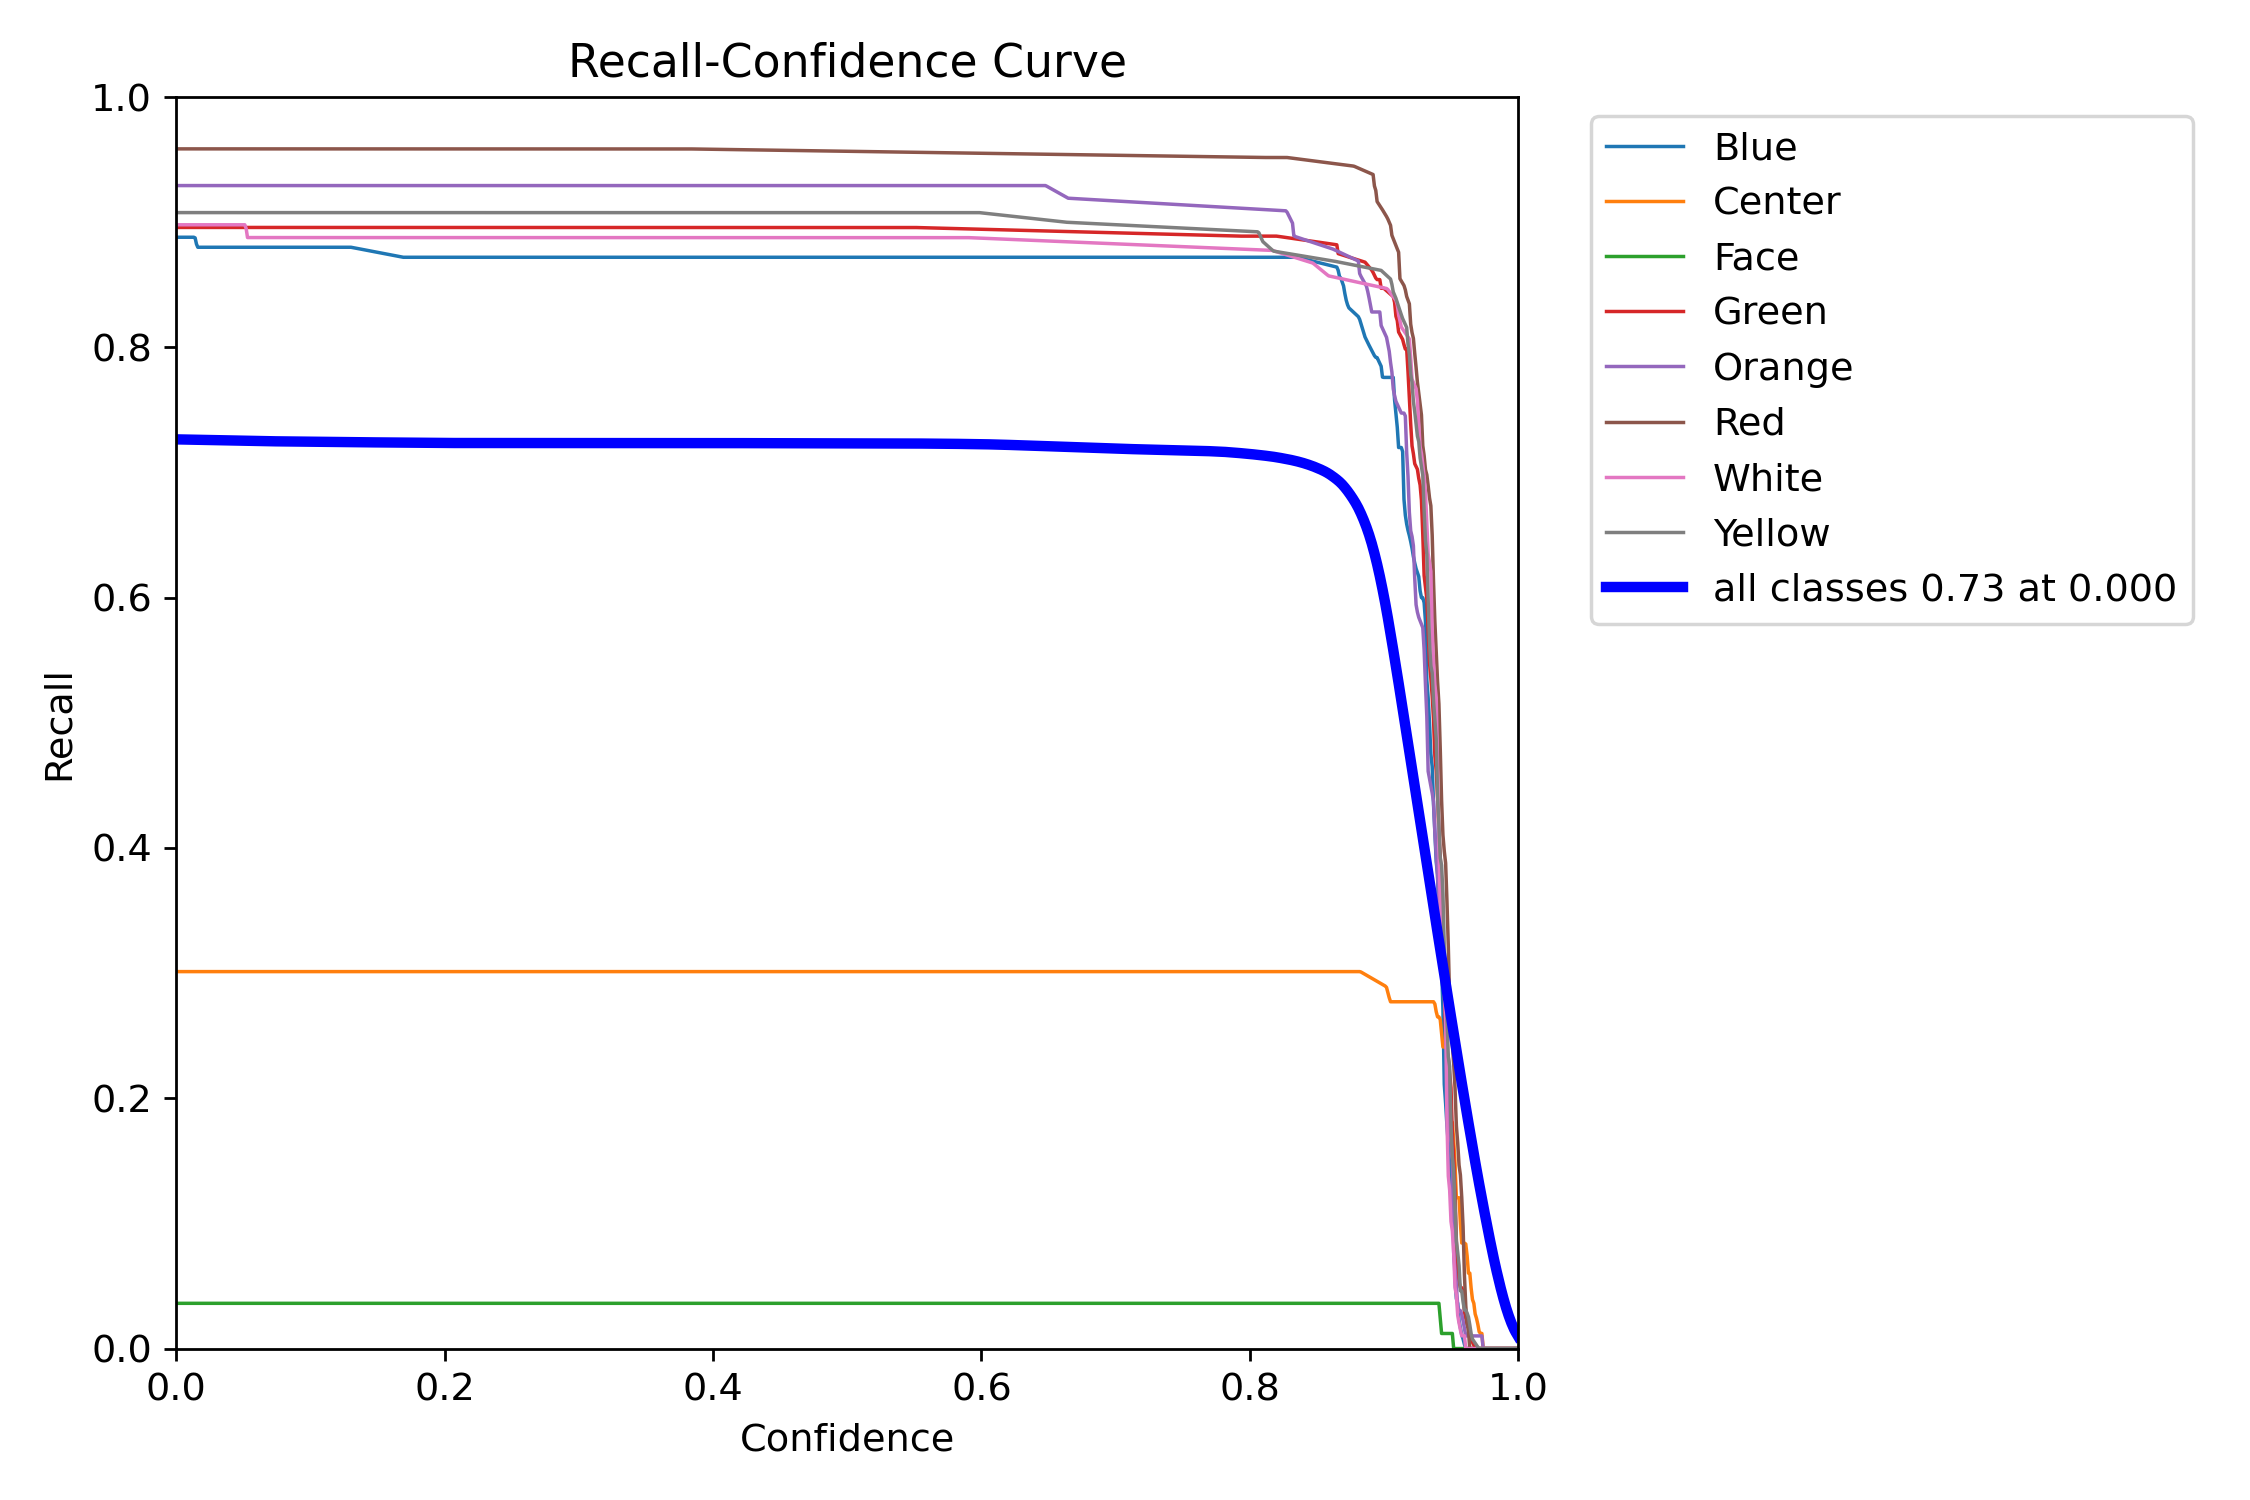 Recall-Confidence Curve
1.0
0.8
0.6
0.4
0.2
0.0
Recall
0.0 0.2 0.4 0.6 0.8 1.0
Confidence
Blue
Center
Face
Green
Orange
Red
White
Yellow
all classes 0.73 at 0.000